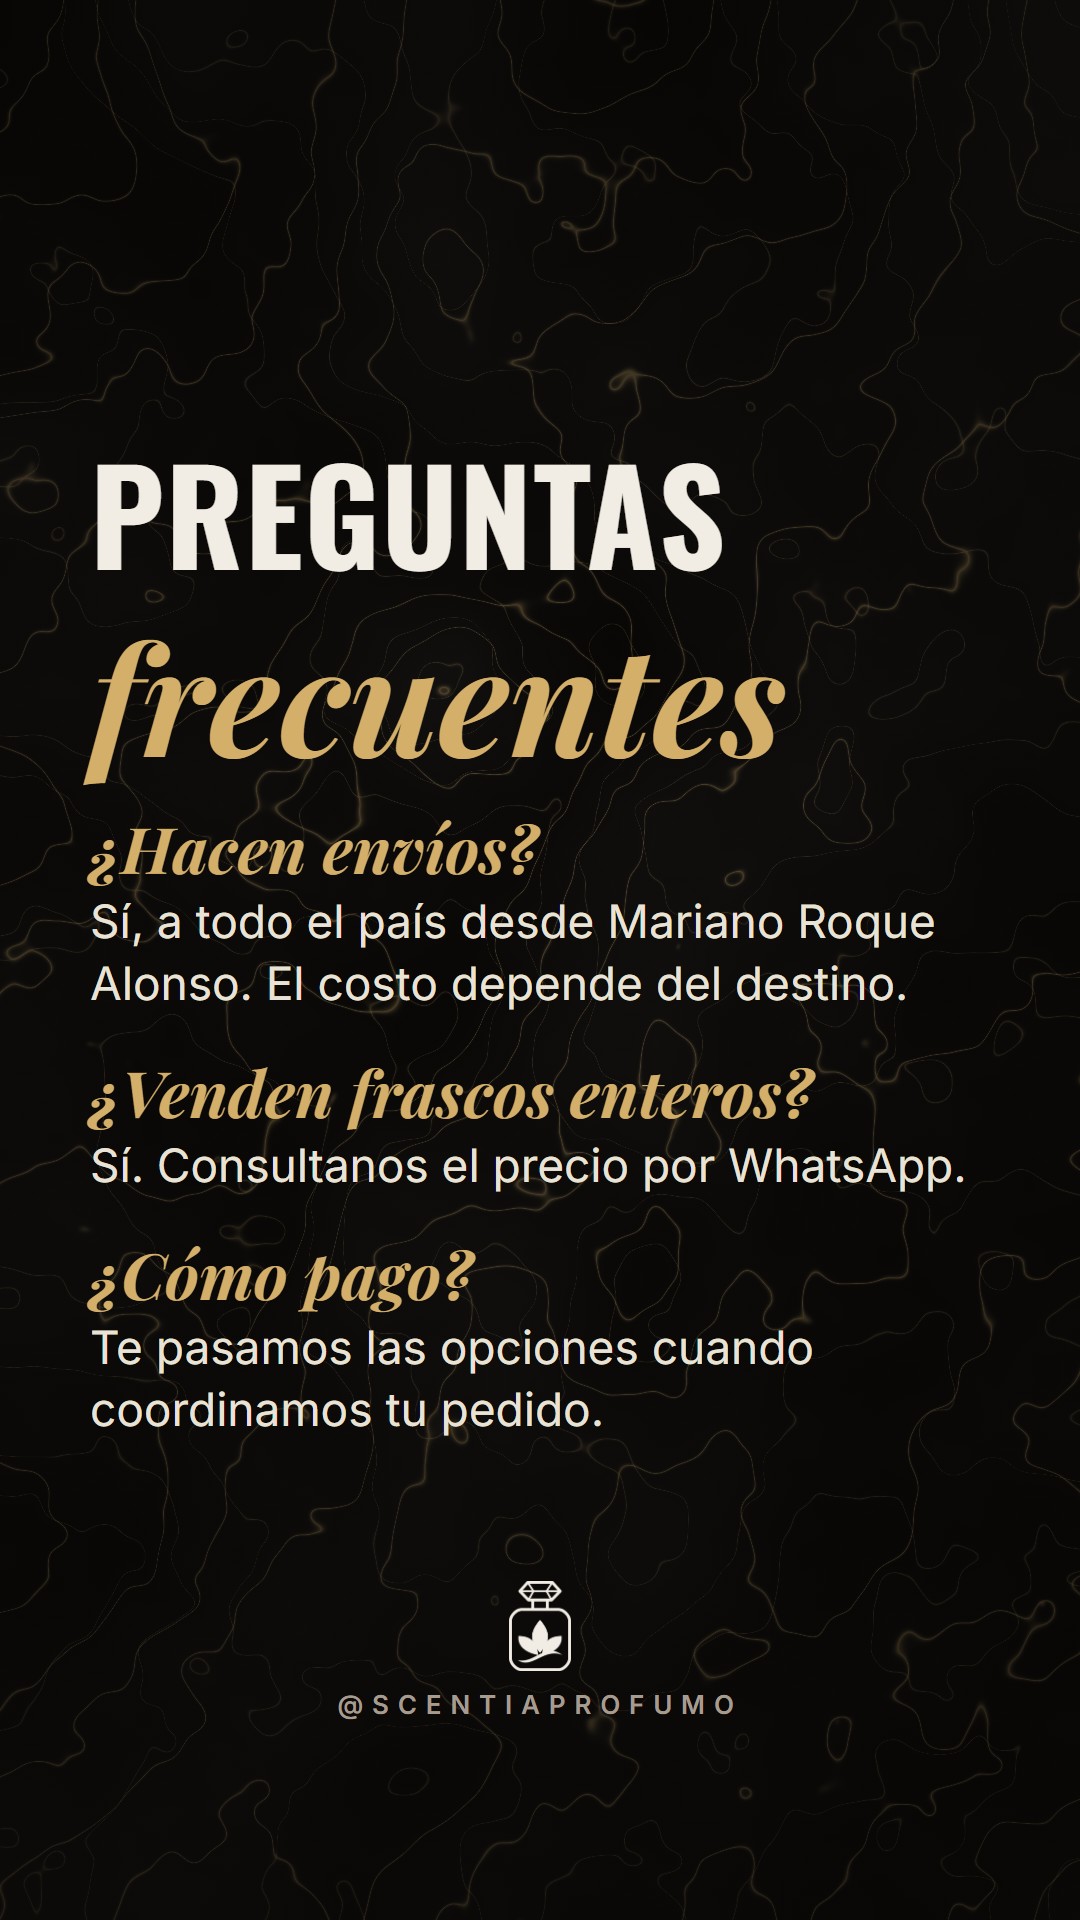 PREGUNTAS
frecuentes
¿Hacen envíos?
Sí, a todo el país desde Mariano Roque
Alonso. El costo depende del destino.
¿Venden frascos enteros?
Sí. Consultanos el precio por WhatsApp.
¿Cómo pago?
Te pasamos las opciones cuando
coordinamos tu pedido.
@SCENTIAPROFUMO